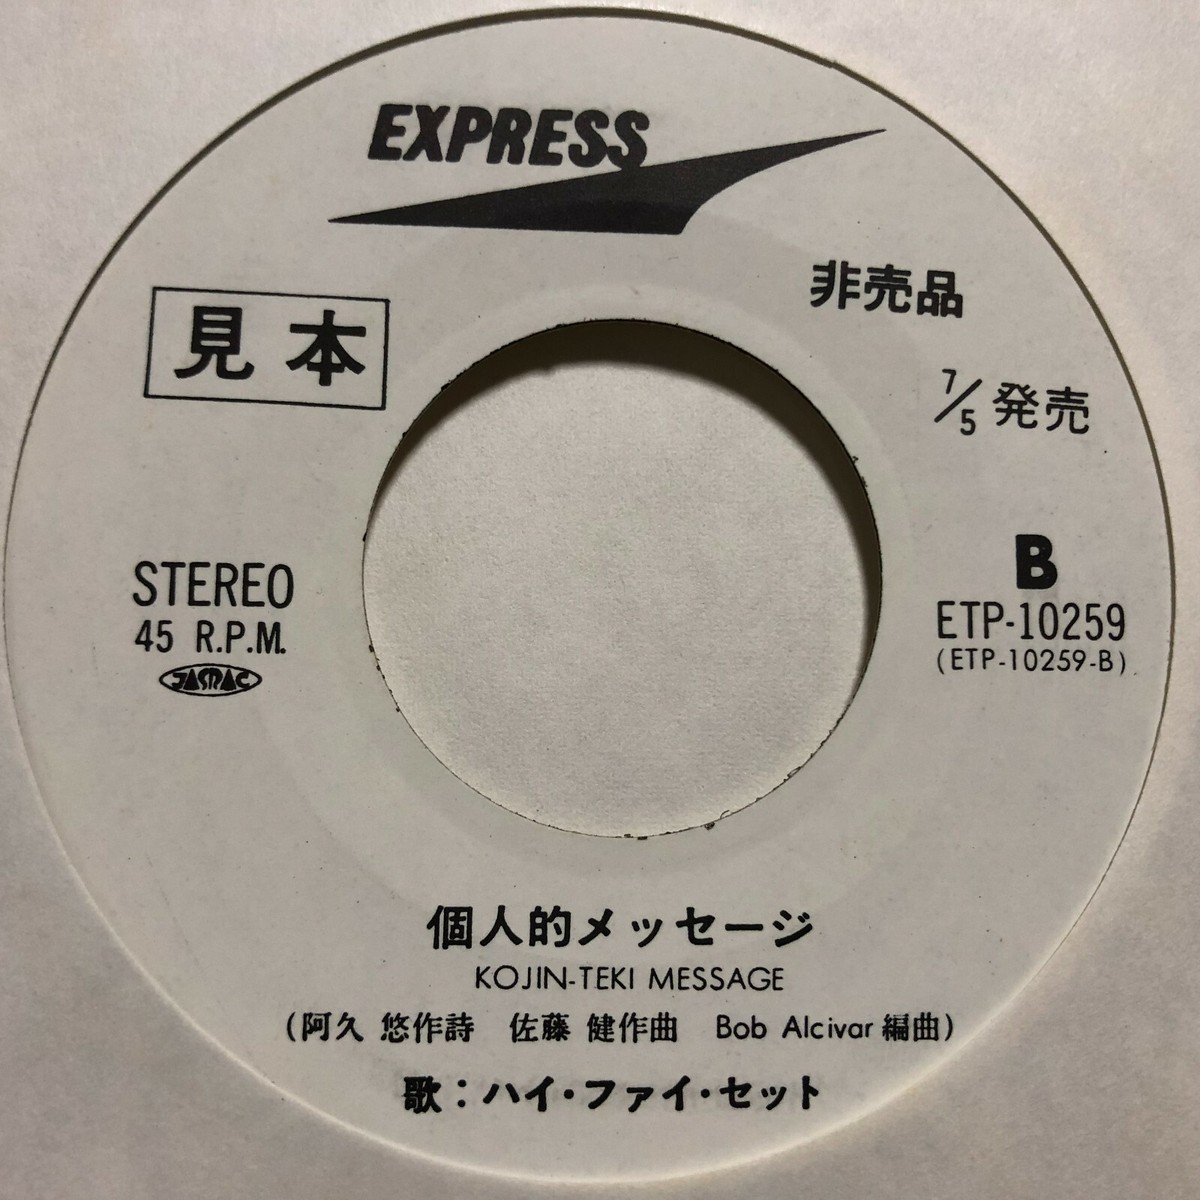 EXPRESS
非売品
見本
7/5 発売
B
STEREO
ETP-10259
45 R.P.M.
(ETP-10259-B)
JASRAC
個人的メッセージ
KOJIN-TEKI MESSAGE
(阿久 悠作詩 佐藤 健作曲 Bob Alcivar 編曲)
歌：ハイ・ファイ・セット